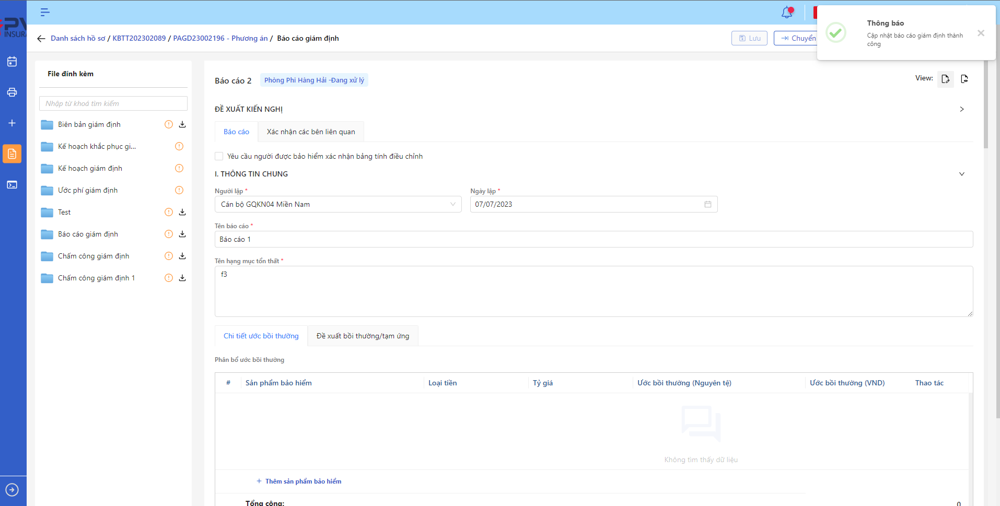 PV
INSURA
Danh sách hồ sơ / KBTT202302089 / PAGD23002196 - Phương án / Báo cáo giám định
Lưu
Chuyển
Thông báo
Cập nhật báo cáo giám định thành
công
File đính kèm
Nhập từ khoá tìm kiếm
Biên bản giám định
Kế hoạch khắc phục gi...
Kế hoạch giám định
Ước phí giám định
Test
Báo cáo giám định
Chấm công giám định
Chấm công giám định 1
Báo cáo 2
Phòng Phi Hàng Hải -Đang xử lý
View:
ĐỀ XUẤT KIẾN NGHỊ
Báo cáo
Xác nhận các bên liên quan
Yêu cầu người được bảo hiểm xác nhận bảng tính điều chỉnh
I. THÔNG TIN CHUNG
Người lập *
Ngày lập *
Cán bộ GQKN04 Miền Nam
07/07/2023
Tên báo cáo *
Báo cáo 1
Tên hạng mục tổn thất *
f3
Chi tiết ước bồi thường
Đề xuất bồi thường/tạm ứng
Phân bổ ước bồi thường
# Sản phẩm bảo hiểm Loại tiền Tỷ giá Ước bồi thường (Nguyên tệ) Ước bồi thường (VND) Thao tác
Không tìm thấy dữ liệu
+ Thêm sản phẩm bảo hiểm
Tổng cộng: 0